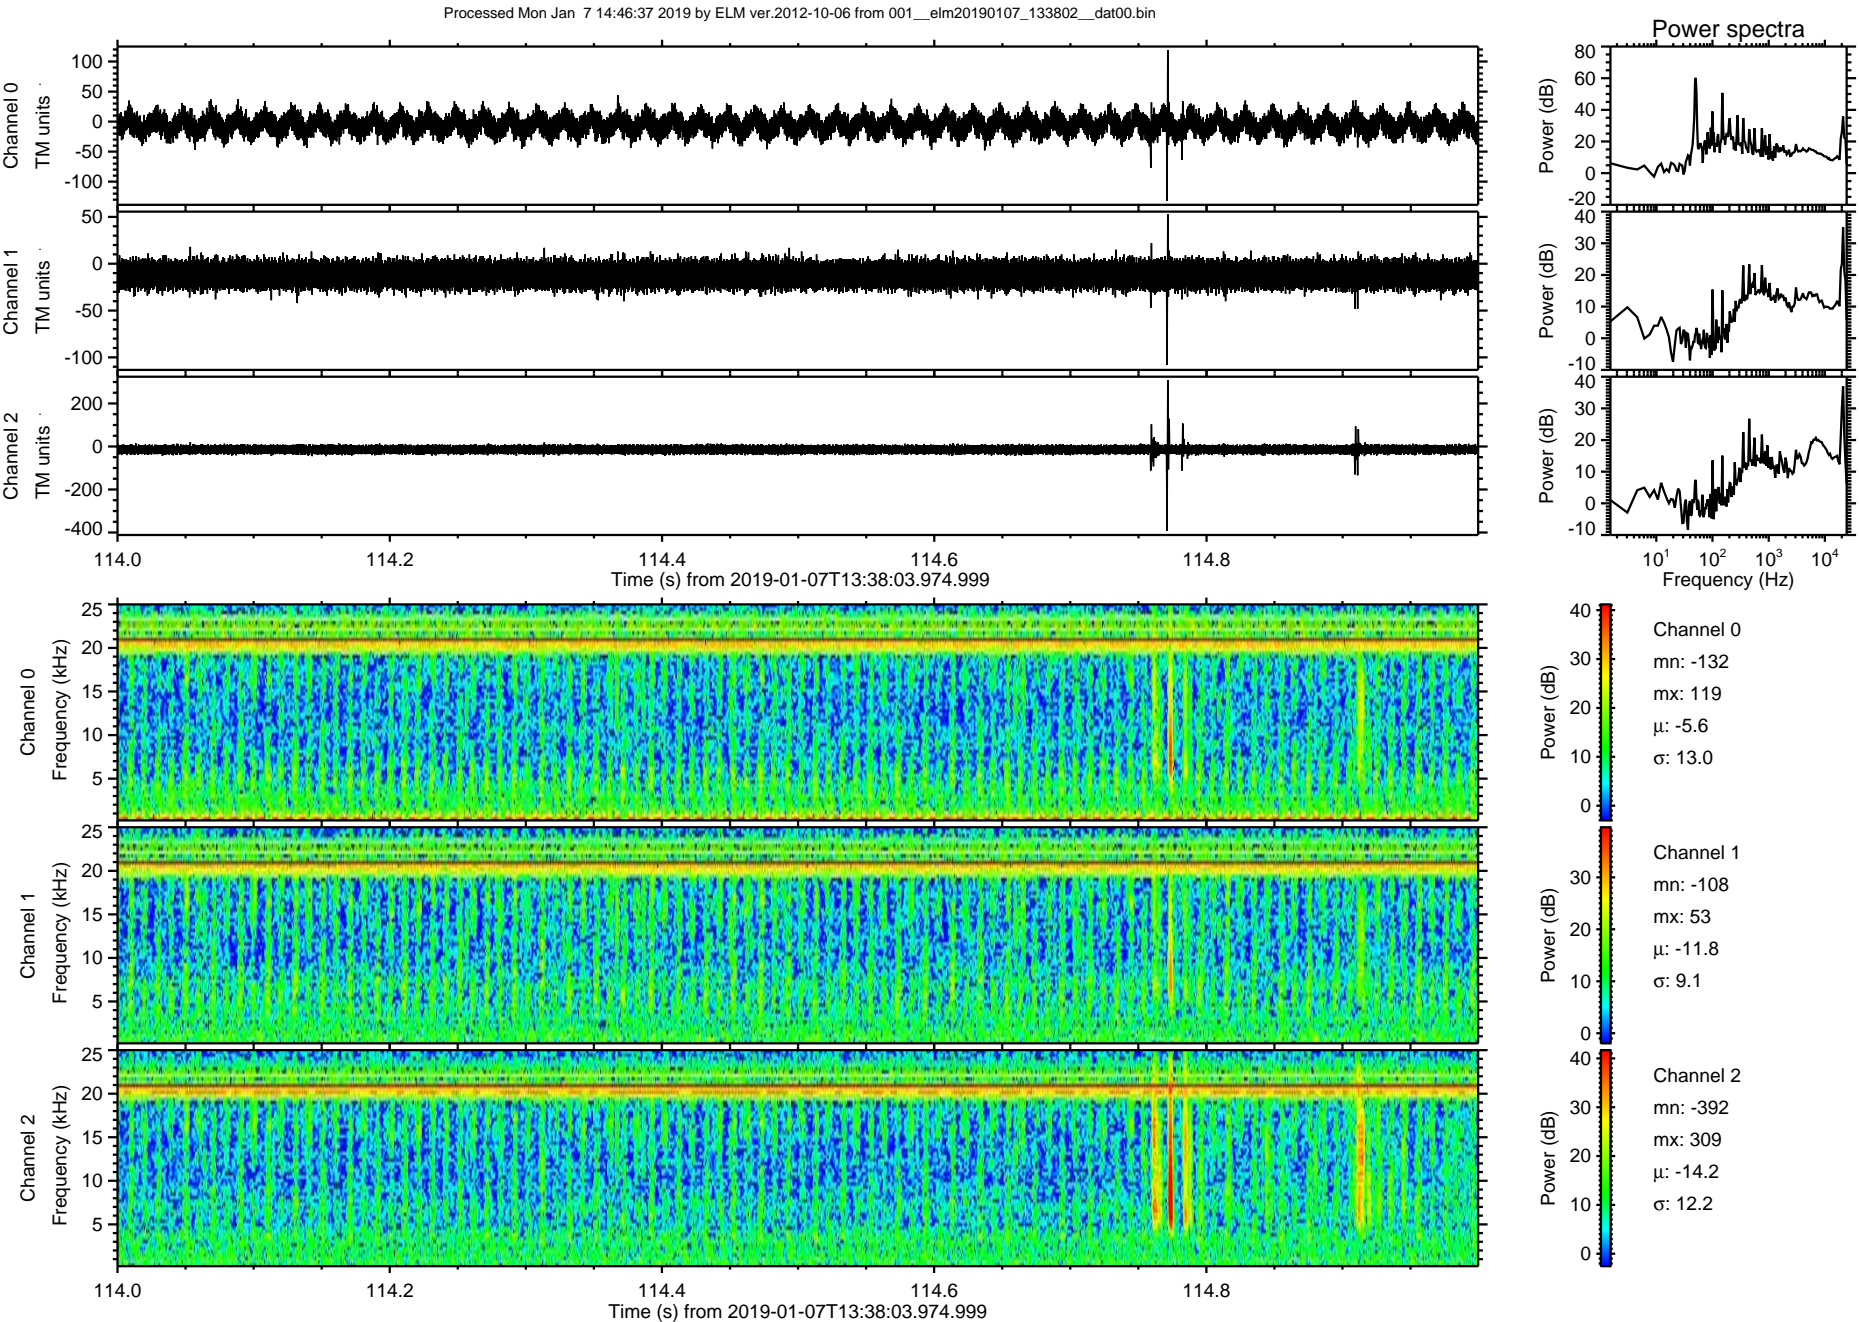 Processed Mon Jan  7 14:46:37 2019 by ELM ver.2012-10-06 from 001__elm20190107_133802__dat00.bin
Power spectra
Channel 0
TM units
100
50
0
-50
-100
Power (dB)
80
60
40
20
0
-20
Channel 1
TM units
50
0
-50
-100
Power (dB)
40
30
20
10
0
-10
Channel 2
TM units
200
0
-200
-400
Power (dB)
40
30
20
10
0
-10
114.0 114.2 114.4 114.6 114.8
Time (s) from 2019-01-07T13:38:03.974.999
10¹ 10² 10³ 10⁴
Frequency (Hz)
Channel 0
Frequency (kHz)
25
20
15
10
5
Power (dB)
40
30
20
10
0
Channel 0
mn: -132
mx: 119
μ: -5.6
σ: 13.0
Channel 1
Frequency (kHz)
25
20
15
10
5
Power (dB)
30
20
10
0
Channel 1
mn: -108
mx: 53
μ: -11.8
σ: 9.1
Channel 2
Frequency (kHz)
25
20
15
10
5
Power (dB)
40
30
20
10
0
Channel 2
mn: -392
mx: 309
μ: -14.2
σ: 12.2
114.0 114.2 114.4 114.6 114.8
Time (s) from 2019-01-07T13:38:03.974.999